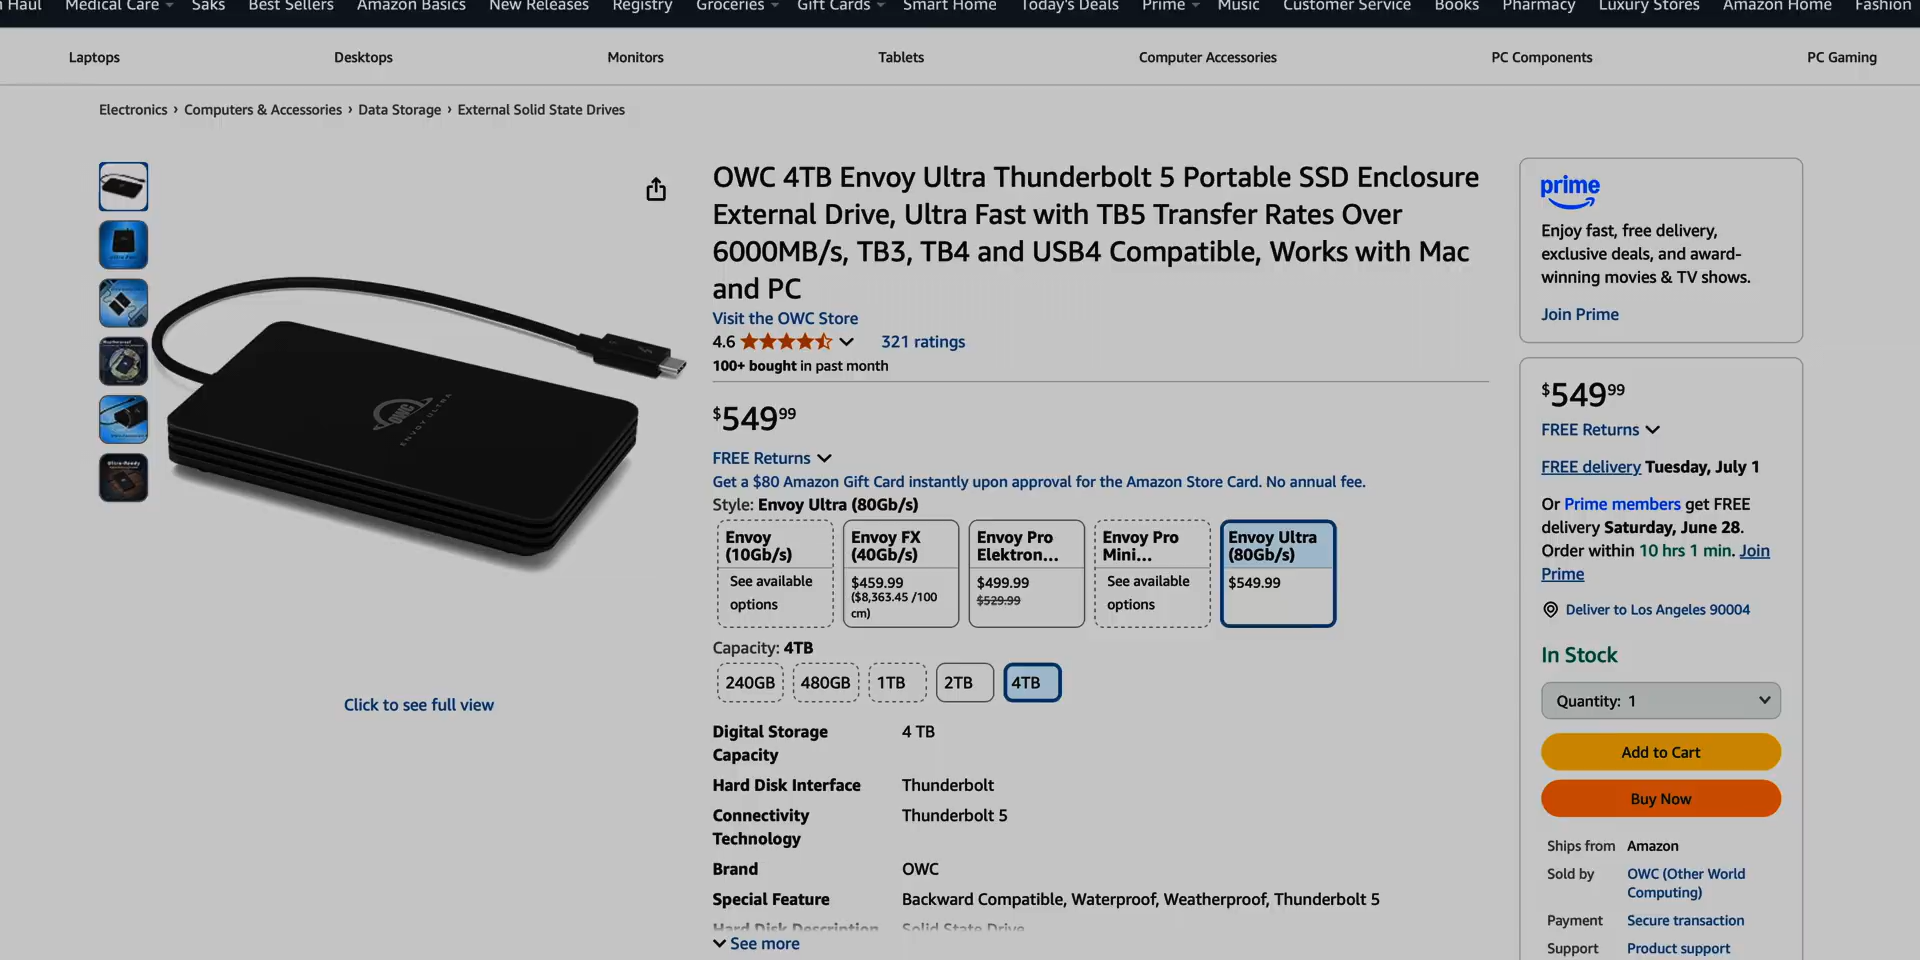 Haul Medical Care Saks Best Sellers Amazon Basics New Releases Registry Groceries Gift Cards Smart Home Today's Deals Prime Music Customer Service Books Pharmacy Luxury Stores Amazon Home Fashion
Laptops Desktops Monitors Tablets Computer Accessories PC Components PC Gaming
Electronics › Computers & Accessories › Data Storage › External Solid State Drives
OWC
ENVOY ULTRA
Click to see full view
OWC 4TB Envoy Ultra Thunderbolt 5 Portable SSD Enclosure
External Drive, Ultra Fast with TB5 Transfer Rates Over
6000MB/s, TB3, TB4 and USB4 Compatible, Works with Mac
and PC
Visit the OWC Store
4.6 321 ratings
100+ bought in past month
$549.99
FREE Returns
Get a $80 Amazon Gift Card instantly upon approval for the Amazon Store Card. No annual fee.
Style: Envoy Ultra (80Gb/s)
Envoy
(10Gb/s)
See available
options
Envoy FX
(40Gb/s)
$459.99
($8,363.45 /100
cm)
Envoy Pro
Elektron...
$499.99
$529.99
Envoy Pro
Mini...
See available
options
Envoy Ultra
(80Gb/s)
$549.99
Capacity: 4TB
240GB 480GB 1TB 2TB 4TB
Digital Storage 4 TB
Capacity
Hard Disk Interface Thunderbolt
Connectivity Thunderbolt 5
Technology
Brand OWC
Special Feature Backward Compatible, Waterproof, Weatherproof, Thunderbolt 5
Hard Disk Description Solid State Drive
See more
prime
Enjoy fast, free delivery,
exclusive deals, and award-
winning movies & TV shows.
Join Prime
$549.99
FREE Returns
FREE delivery Tuesday, July 1
Or Prime members get FREE
delivery Saturday, June 28.
Order within 10 hrs 1 min. Join
Prime
Deliver to Los Angeles 90004
In Stock
Quantity: 1
Add to Cart
Buy Now
Ships from Amazon
Sold by OWC (Other World
Computing)
Payment Secure transaction
Support Product support